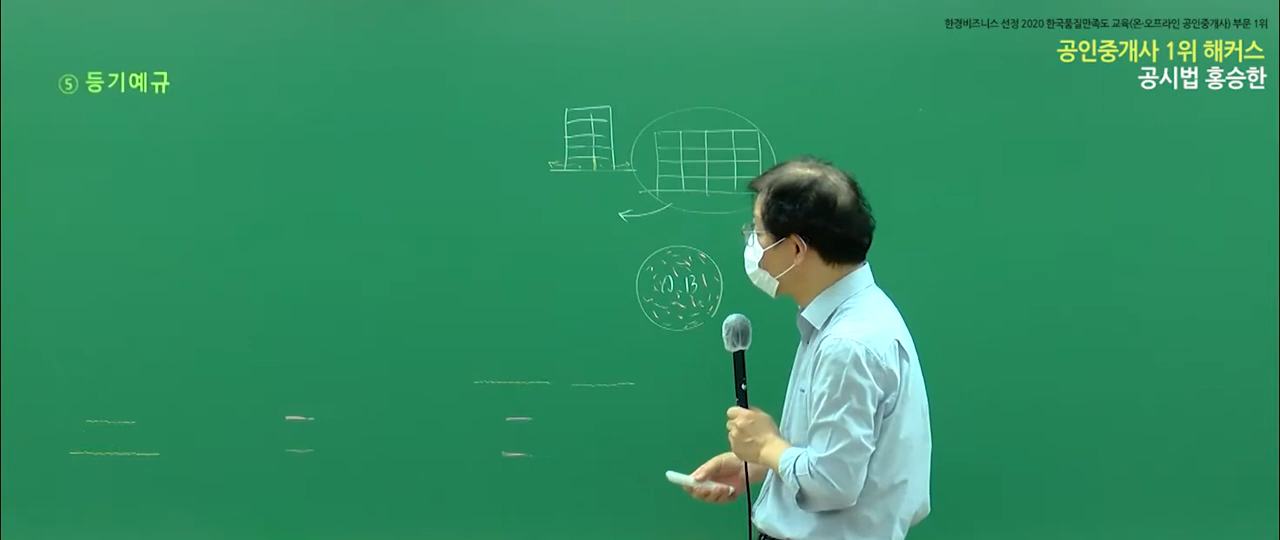 한경비즈니스 선정 2020 한국품질만족도 교육(온·오프라인 공인중개사) 부문 1위
공인중개사 1위 해커스
공시법 홍승한
⑤ 등기예규